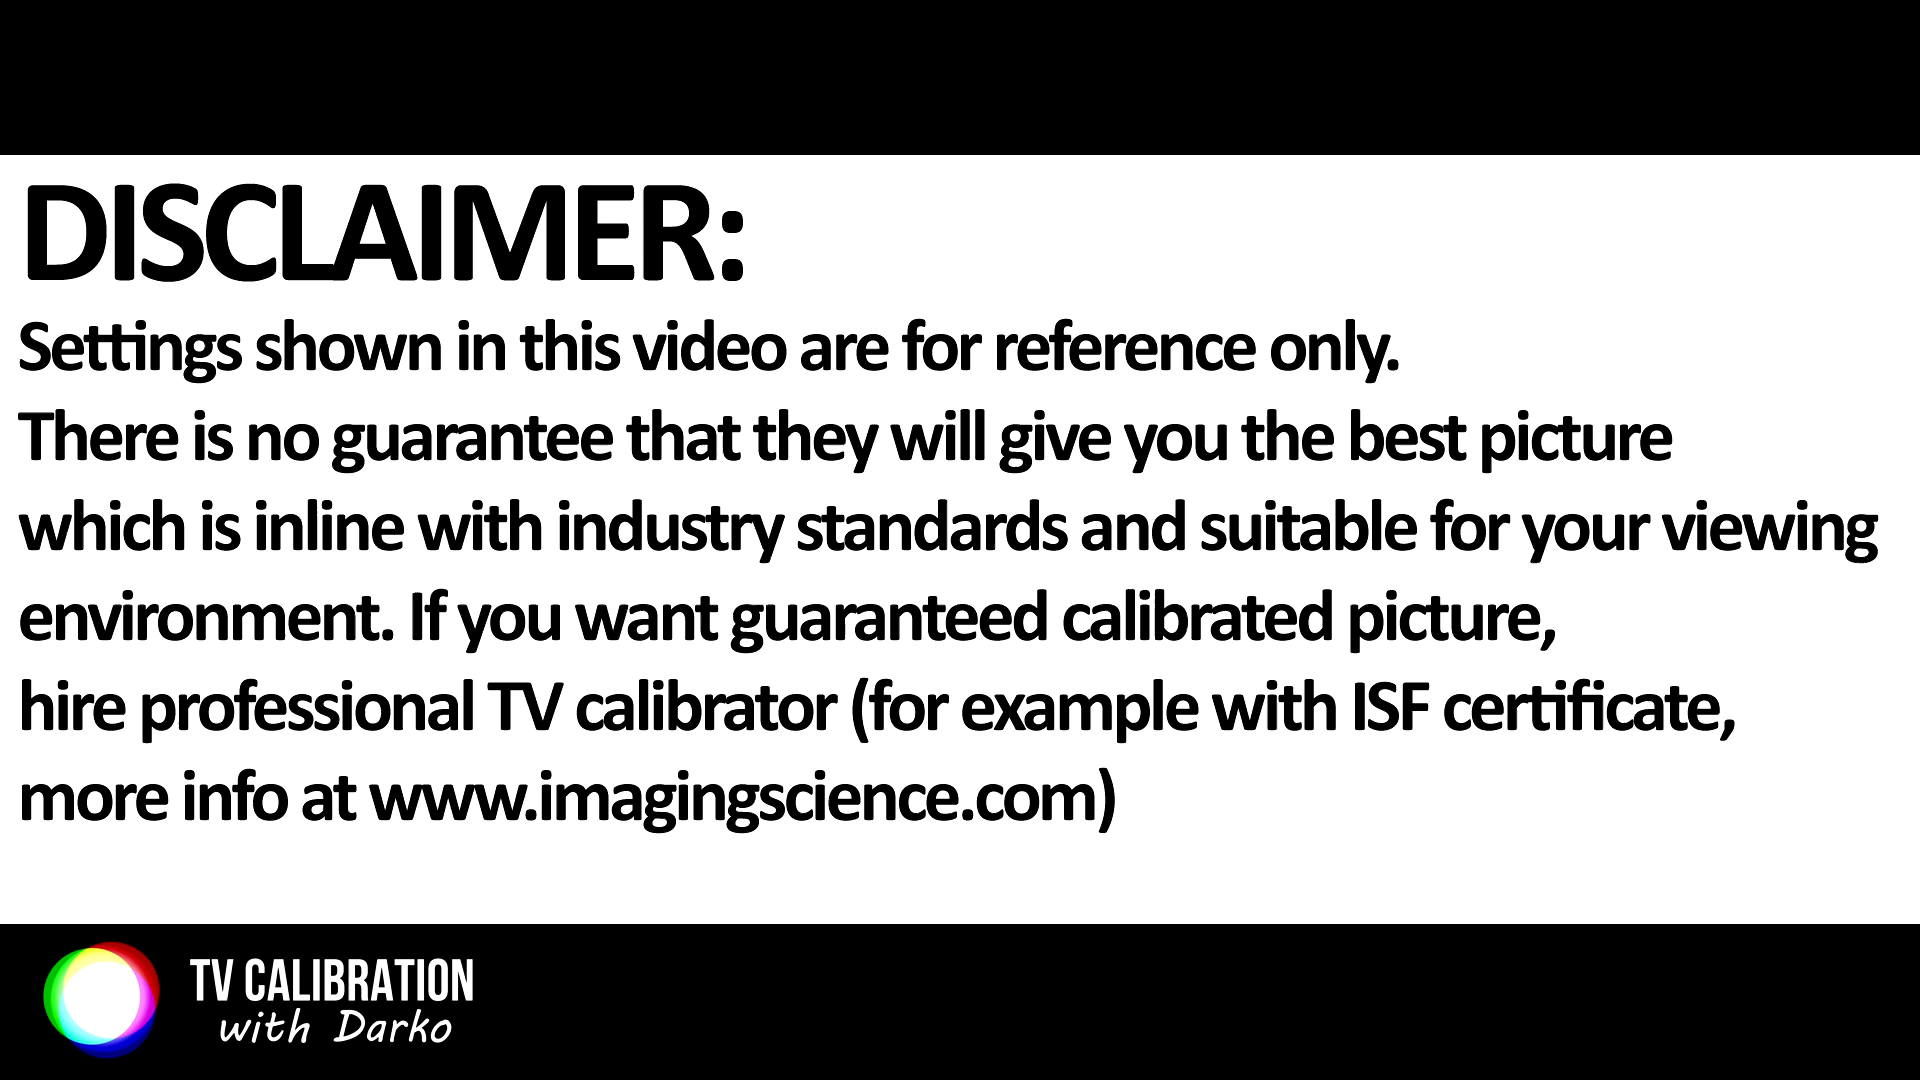 DISCLAIMER:
Settings shown in this video are for reference only.
There is no guarantee that they will give you the best picture
which is inline with industry standards and suitable for your viewing
environment. If you want guaranteed calibrated picture,
hire professional TV calibrator (for example with ISF certificate,
more info at www.imagingscience.com)
TV CALIBRATION
with Darko